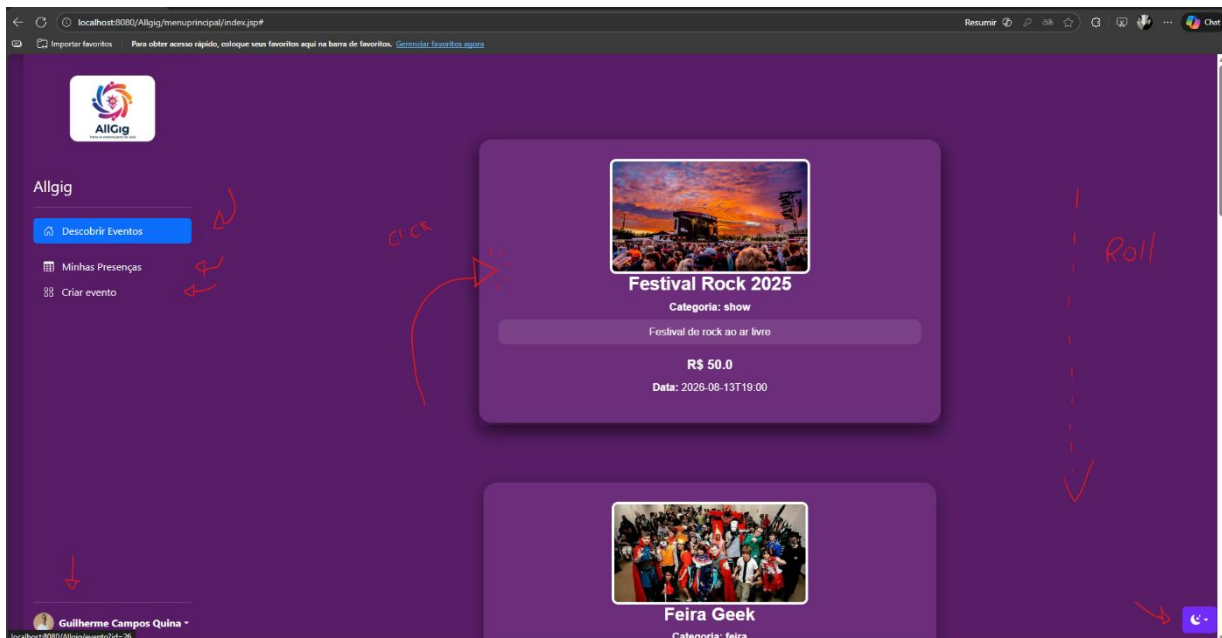 localhost:8080/Allgig/menuprincipal/index.jsp#
Resumir
Chat
Importar favoritos
Para obter acesso rápido, coloque seus favoritos aqui na barra de favoritos. Gerenciar favoritos agora
AllGig
Allgig
Descobrir Eventos
Minhas Presenças
Criar evento
click
Roll
Festival Rock 2025
Categoria: show
Festival de rock ao ar livre
R$ 50.0
Data: 2026-08-13T19:00
Feira Geek
Categoria: feira
Guilherme Campos Quina
localhost:8080/Allgig/evento?id=26